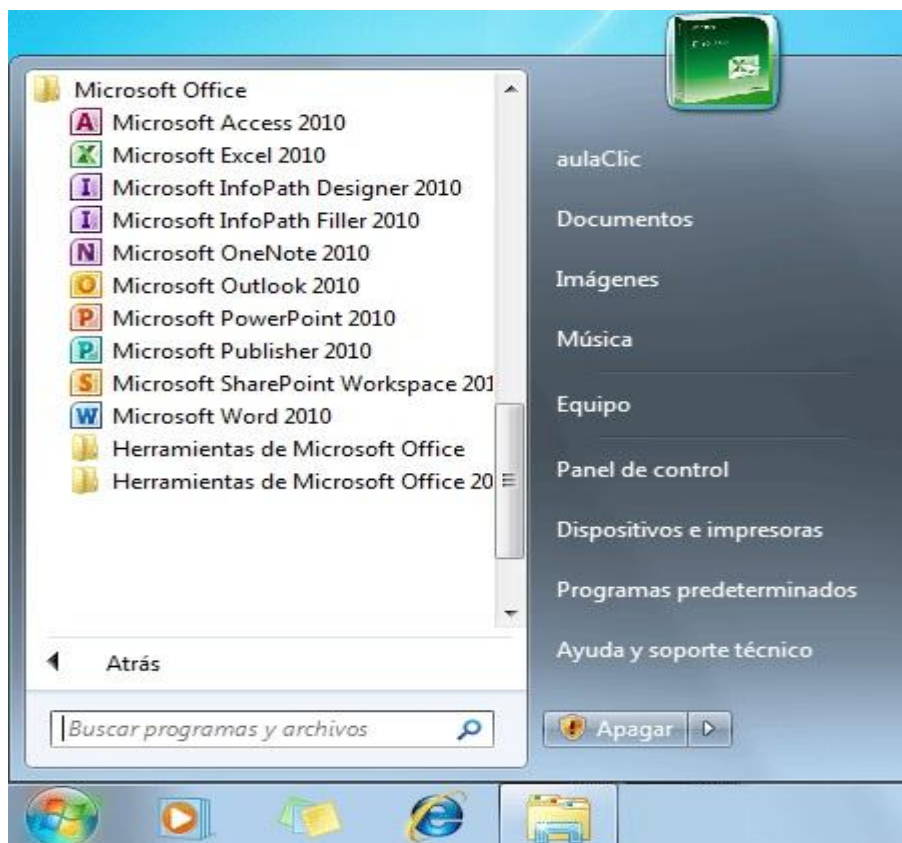 Microsoft Office
Microsoft Access 2010
Microsoft Excel 2010
Microsoft InfoPath Designer 2010
Microsoft InfoPath Filler 2010
Microsoft OneNote 2010
Microsoft Outlook 2010
Microsoft PowerPoint 2010
Microsoft Publisher 2010
Microsoft SharePoint Workspace 201
Microsoft Word 2010
Herramientas de Microsoft Office
Herramientas de Microsoft Office 20
Atrás
Buscar programas y archivos
aulaClic
Documentos
Imágenes
Música
Equipo
Panel de control
Dispositivos e impresoras
Programas predeterminados
Ayuda y soporte técnico
Apagar